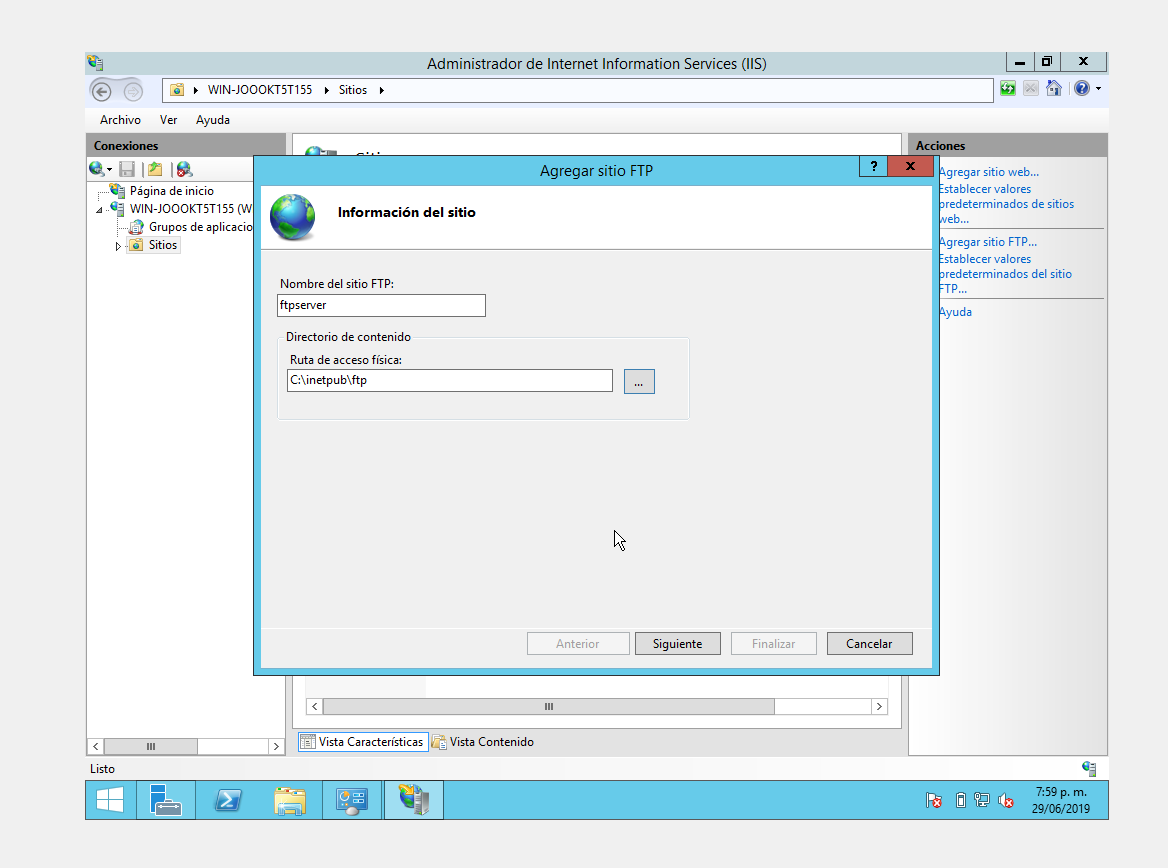 Administrador de Internet Information Services (IIS)
WIN-JOOOKT5T155
Sitios
Archivo
Ver
Ayuda
Conexiones
Página de inicio
WIN-JOOOKT5T155 (W
Grupos de aplicacio
Sitios
Agregar sitio FTP
?
X
Información del sitio
Nombre del sitio FTP:
ftpserver
Directorio de contenido
Ruta de acceso física:
C:\inetpub\ftp
...
Anterior
Siguiente
Finalizar
Cancelar
Acciones
Agregar sitio web...
Establecer valores
predeterminados de sitios
web...
Agregar sitio FTP...
Establecer valores
predeterminados del sitio
FTP...
Ayuda
Vista Características
Vista Contenido
Listo
7:59 p. m.
29/06/2019